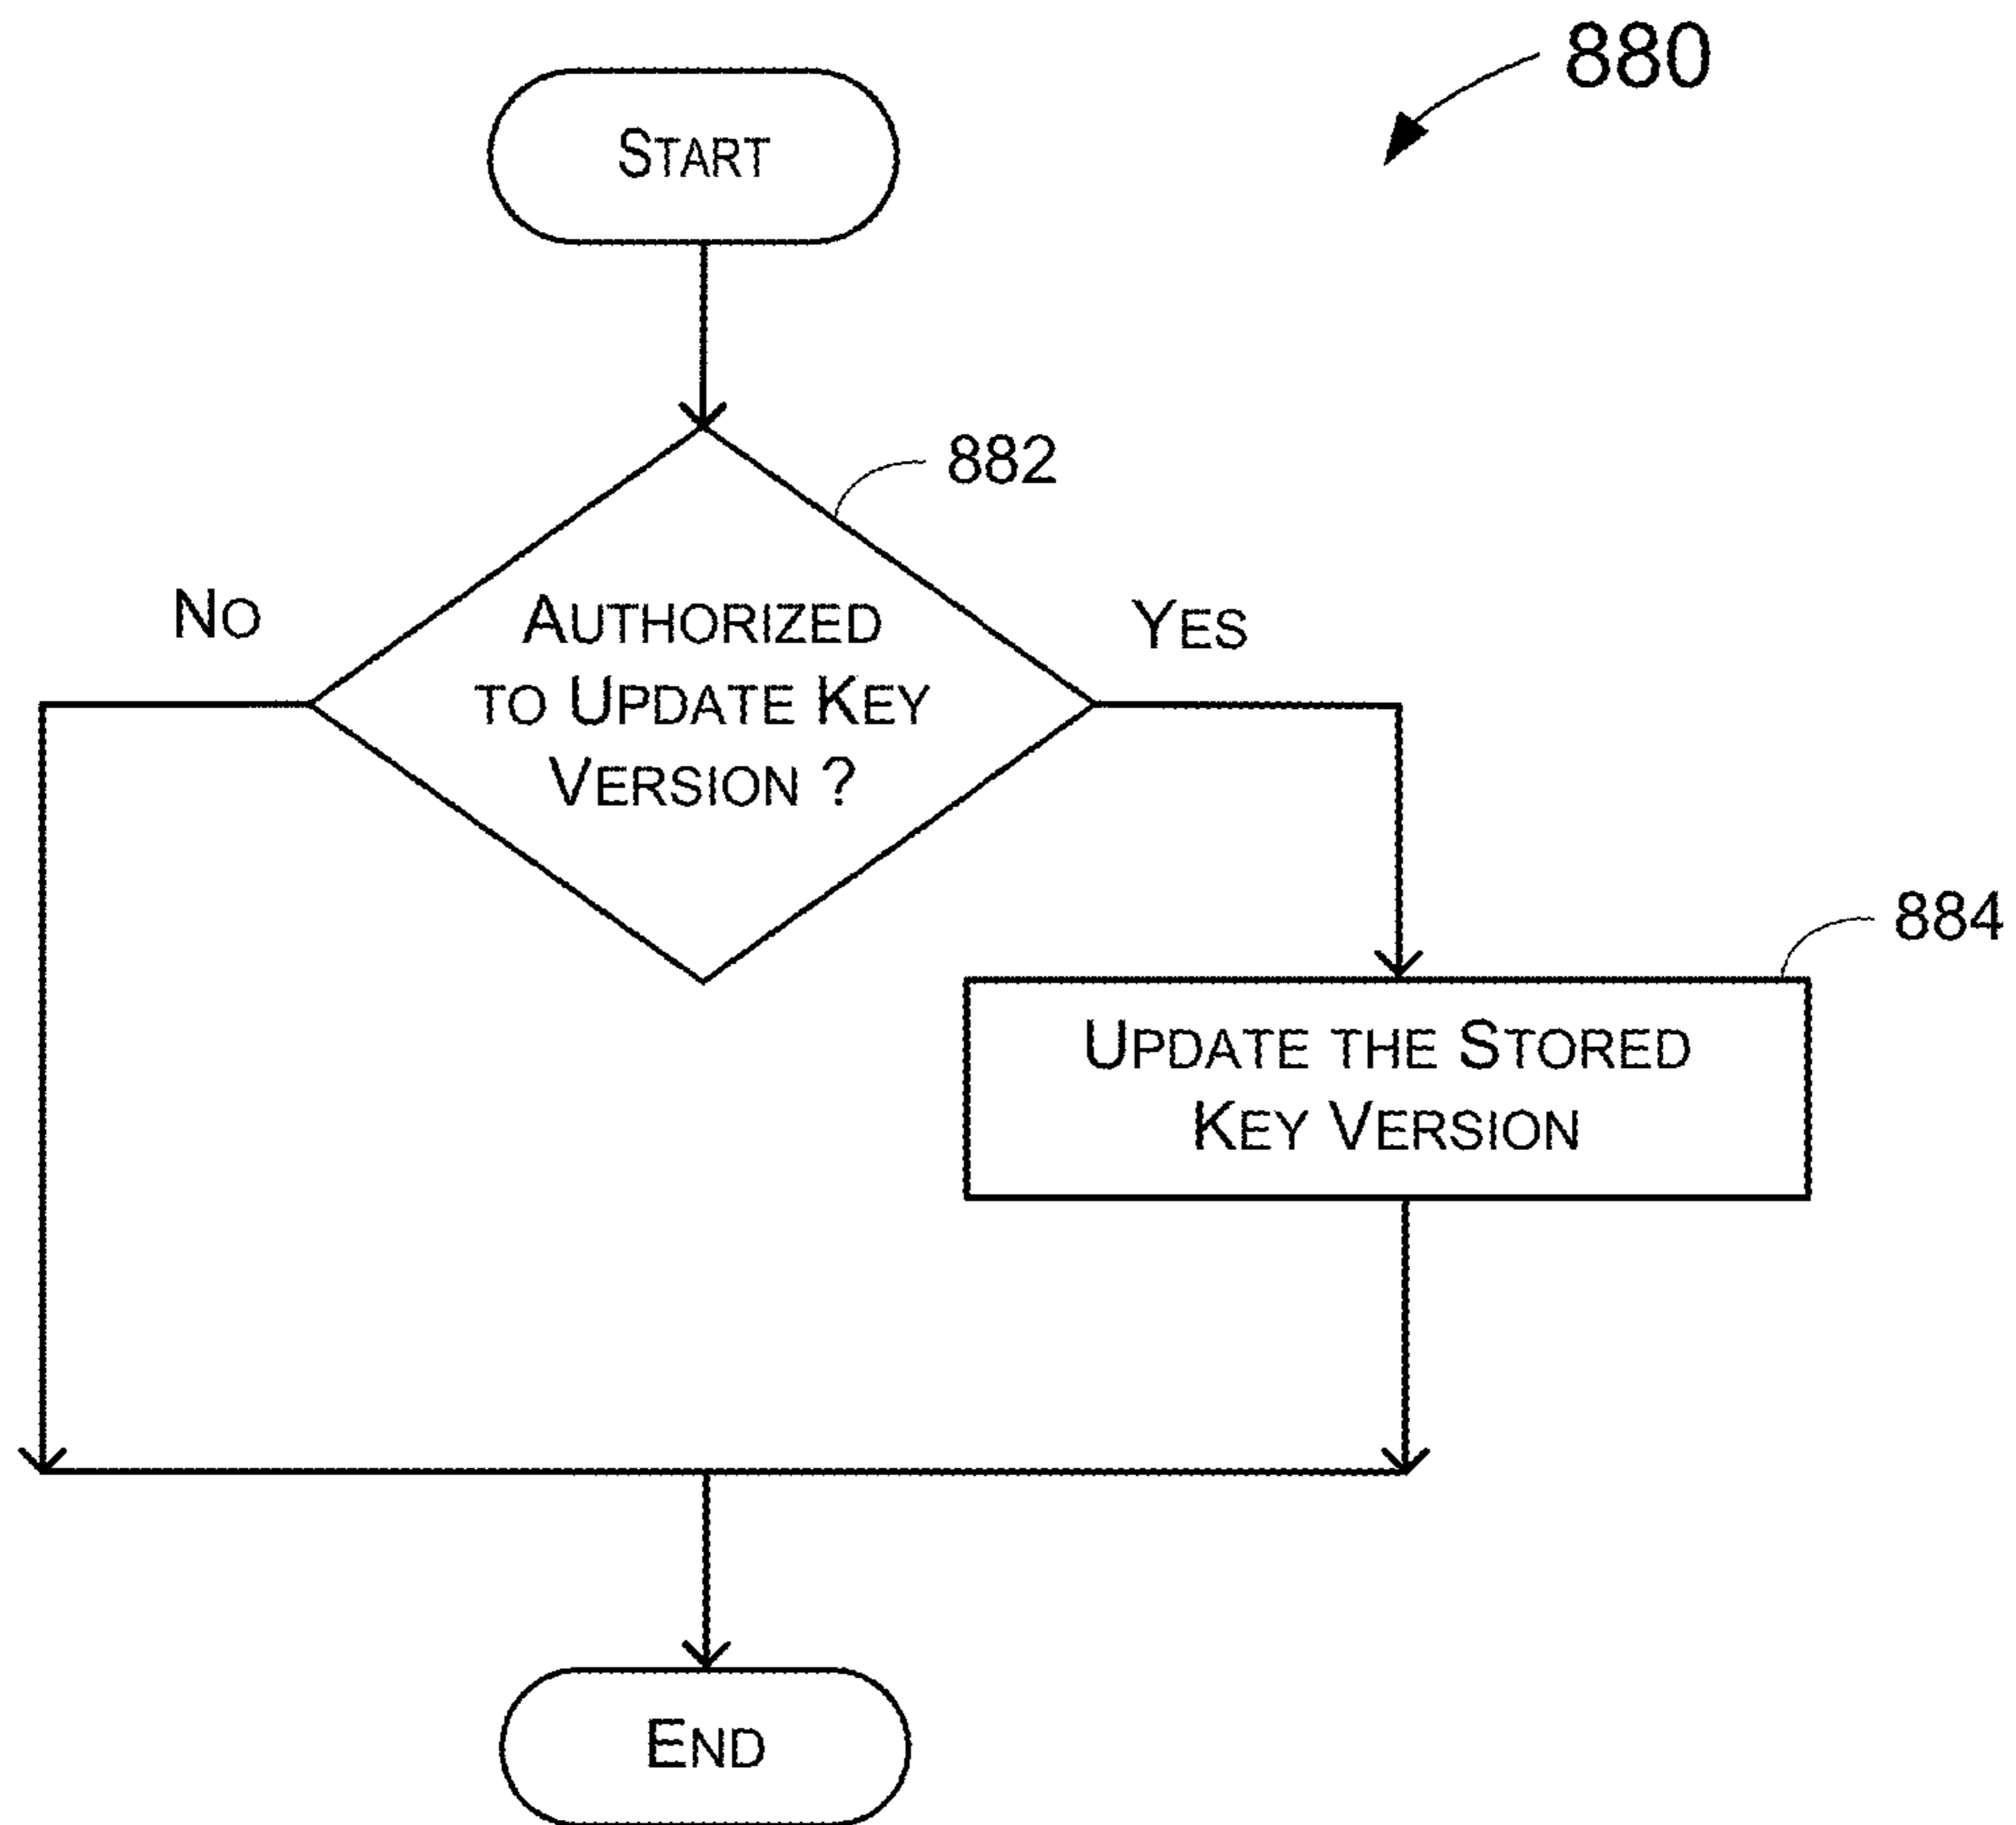 880
START
882
NO
YES
AUTHORIZED
TO UPDATE KEY
VERSION ?
884
UPDATE THE STORED
KEY VERSION
END